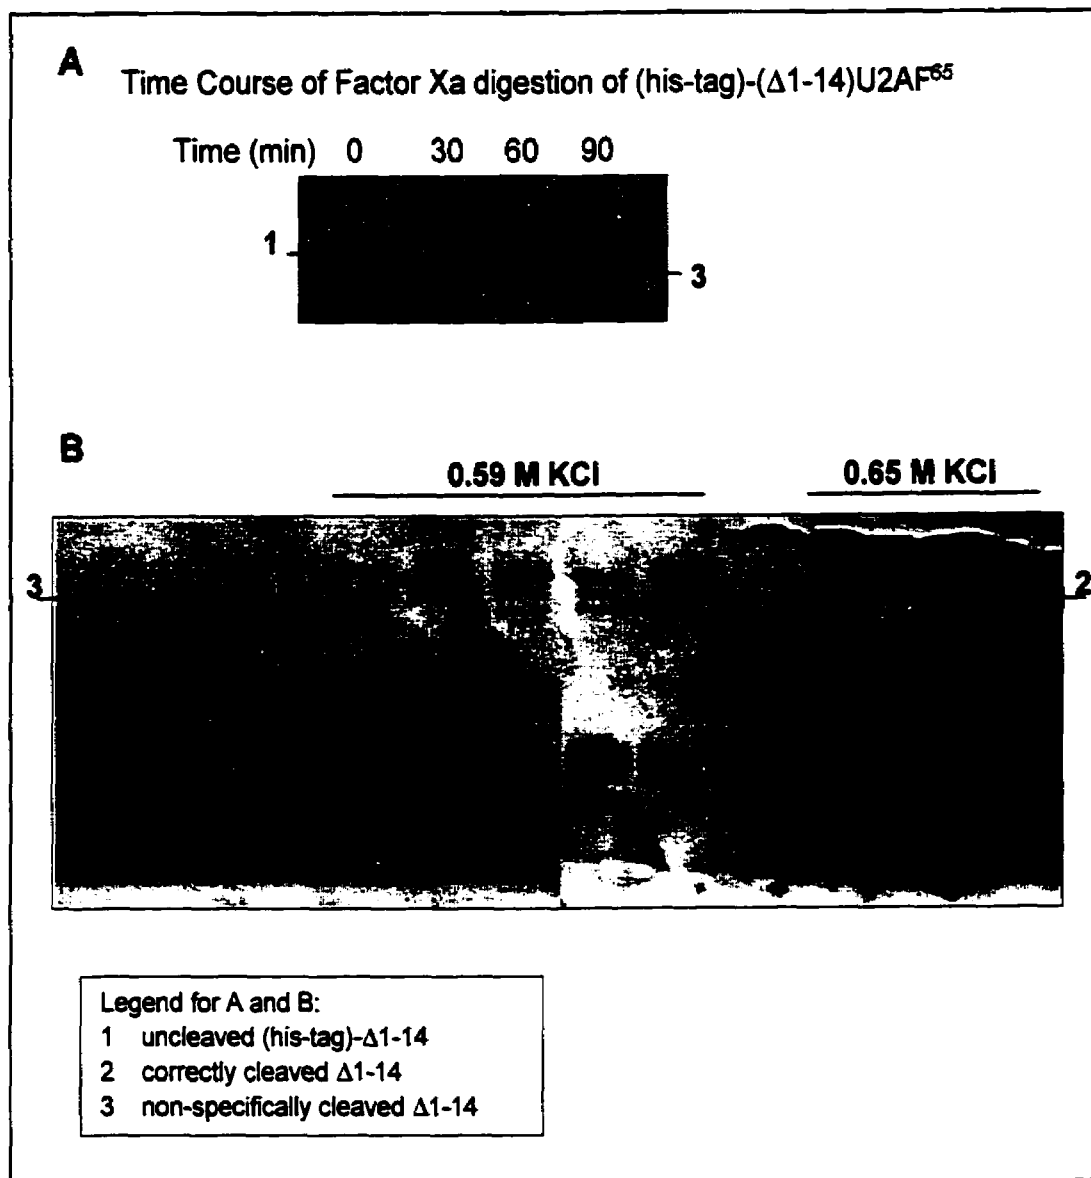 A
Time Course of Factor Xa digestion of (his-tag)-(Δ1-14)U2AF⁶⁵
Time (min) 0 30 60 90
1
3
B
0.59 M KCl 0.65 M KCl
3
2
Legend for A and B:
1 uncleaved (his-tag)-Δ1-14
2 correctly cleaved Δ1-14
3 non-specifically cleaved Δ1-14